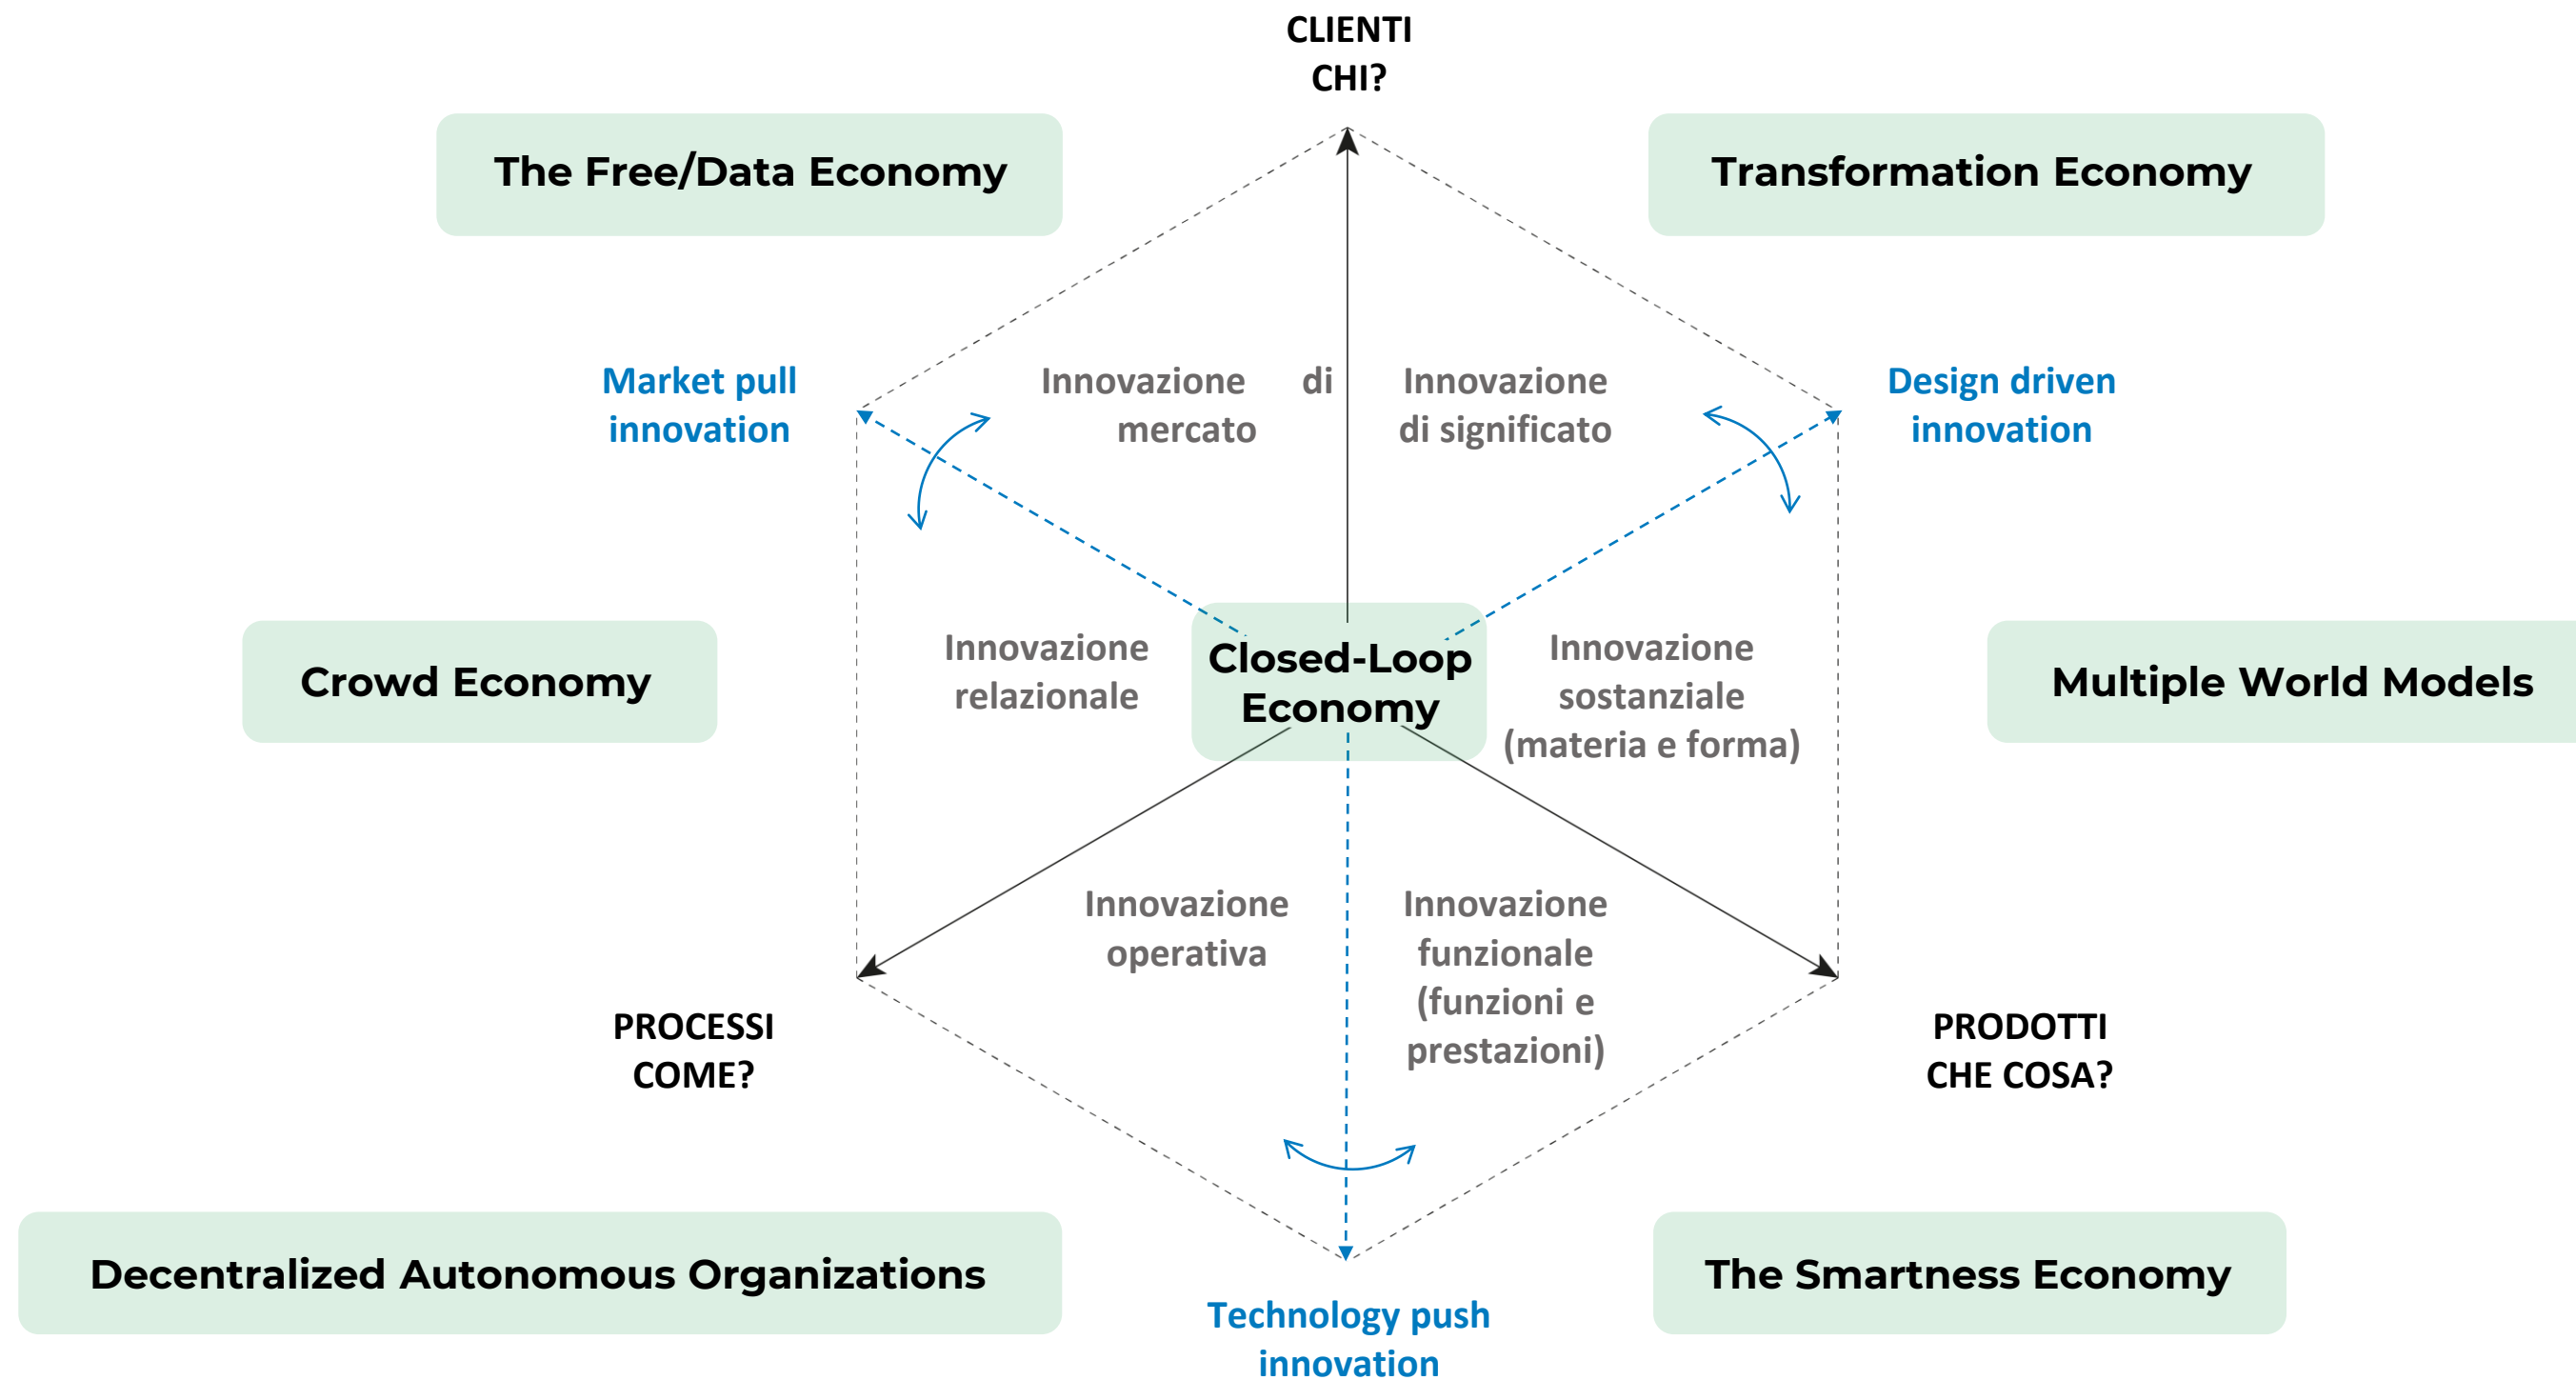 CLIENTI
CHI?
The Free/Data Economy
Transformation Economy
Market pull
innovation
Innovazione di
mercato
Innovazione
di significato
Design driven
innovation
Crowd Economy
Innovazione
relazionale
Closed-Loop
Economy
Innovazione
sostanziale
(materia e forma)
Multiple World Models
Innovazione
operativa
Innovazione
funzionale
(funzioni e
prestazioni)
PROCESSI
COME?
PRODOTTI
CHE COSA?
Decentralized Autonomous Organizations
The Smartness Economy
Technology push
innovation